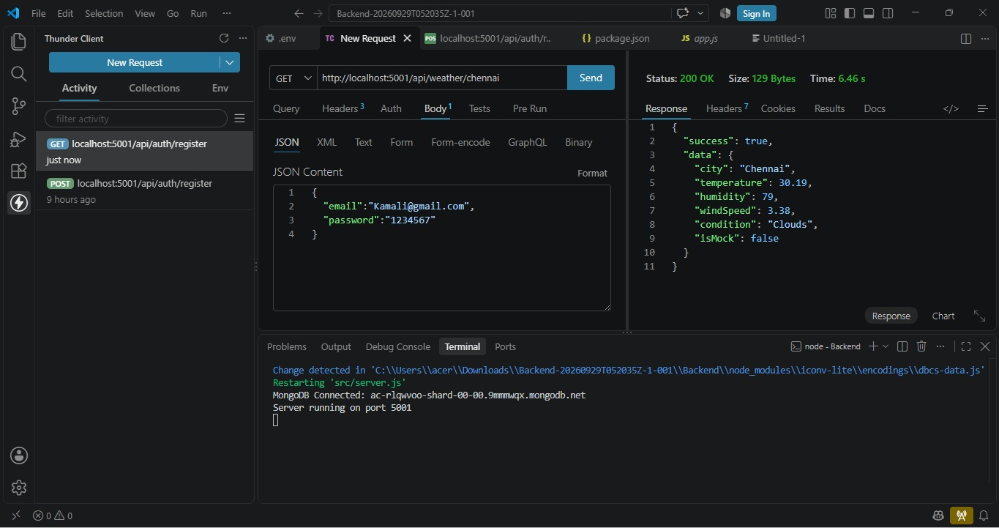 File Edit Selection View Go Run ··· Backend-20260929T052035Z-1-001 Sign In
Thunder Client
New Request
Activity Collections Env
filter activity
GET localhost:5001/api/auth/register
just now
POST localhost:5001/api/auth/register
9 hours ago
.env TC New Request POS localhost:5001/api/auth/r.. {} package.json JS app.js Untitled-1
GET http://localhost:5001/api/weather/chennai Send
Query Headers 3 Auth Body 1 Tests Pre Run
JSON XML Text Form Form-encode GraphQL Binary
JSON Content Format
1 {
2 "email":"Kamali@gmail.com",
3 "password":"1234567"
4 }
Status: 200 OK Size: 129 Bytes Time: 6.46 s
Response Headers 7 Cookies Results Docs </>
1 {
2 "success": true,
3 "data": {
4 "city": "Chennai",
5 "temperature": 30.19,
6 "humidity": 79,
7 "windSpeed": 3.38,
8 "condition": "Clouds",
9 "isMock": false
10 }
11 }
Response Chart
Problems Output Debug Console Terminal Ports node - Backend
Change detected in 'C:\\Users\\acer\\Downloads\\Backend-20260929T052035Z-1-001\\Backend\\node_modules\\iconv-lite\\encodings\\dbcs-data.js'
Restarting 'src/server.js'
MongoDB Connected: ac-rlqwvoo-shard-00-00.9mmmwqx.mongodb.net
Server running on port 5001
0 0